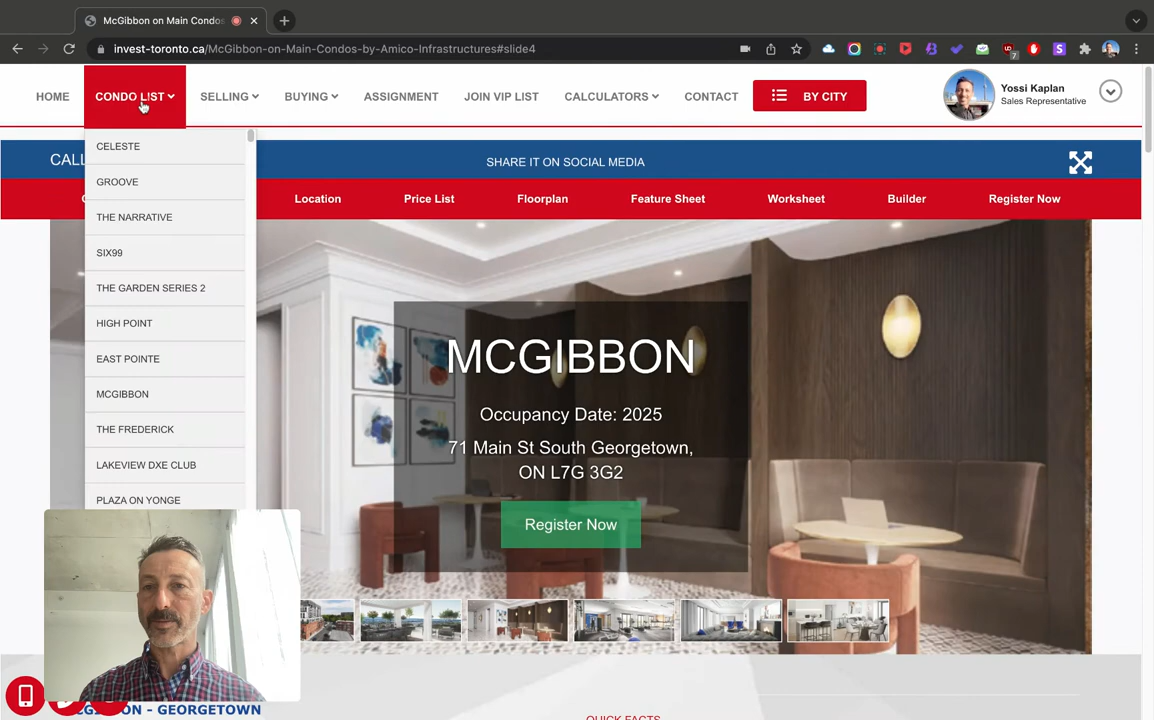 McGibbon on Main Condos
invest-toronto.ca/McGibbon-on-Main-Condos-by-Amico-Infrastructures#slide4
7
HOME
CONDO LIST
SELLING
BUYING
ASSIGNMENT
JOIN VIP LIST
CALCULATORS
CONTACT
BY CITY
Yossi Kaplan
Sales Representative
CELESTE
GROOVE
THE NARRATIVE
SIX99
THE GARDEN SERIES 2
HIGH POINT
EAST POINTE
MCGIBBON
THE FREDERICK
LAKEVIEW DXE CLUB
PLAZA ON YONGE
CALL
SHARE IT ON SOCIAL MEDIA
Location
Price List
Floorplan
Feature Sheet
Worksheet
Builder
Register Now
MCGIBBON
Occupancy Date: 2025
71 Main St South Georgetown,
ON L7G 3G2
Register Now
ON - GEORGETOWN
QUICK FACTS